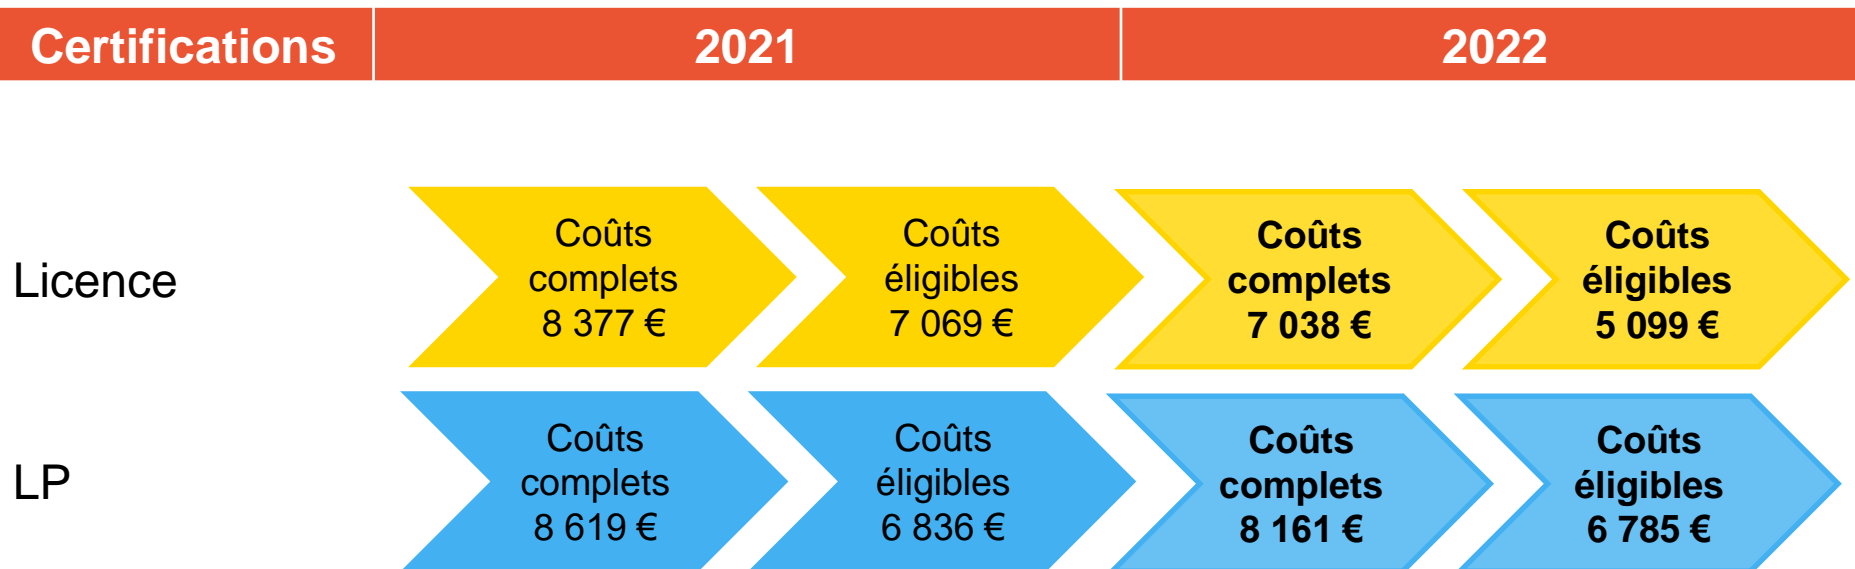 Certifications 2021 2022
Licence
Coûts
complets
8 377 €
Coûts
éligibles
7 069 €
Coûts
complets
7 038 €
Coûts
éligibles
5 099 €
LP
Coûts
complets
8 619 €
Coûts
éligibles
6 836 €
Coûts
complets
8 161 €
Coûts
éligibles
6 785 €